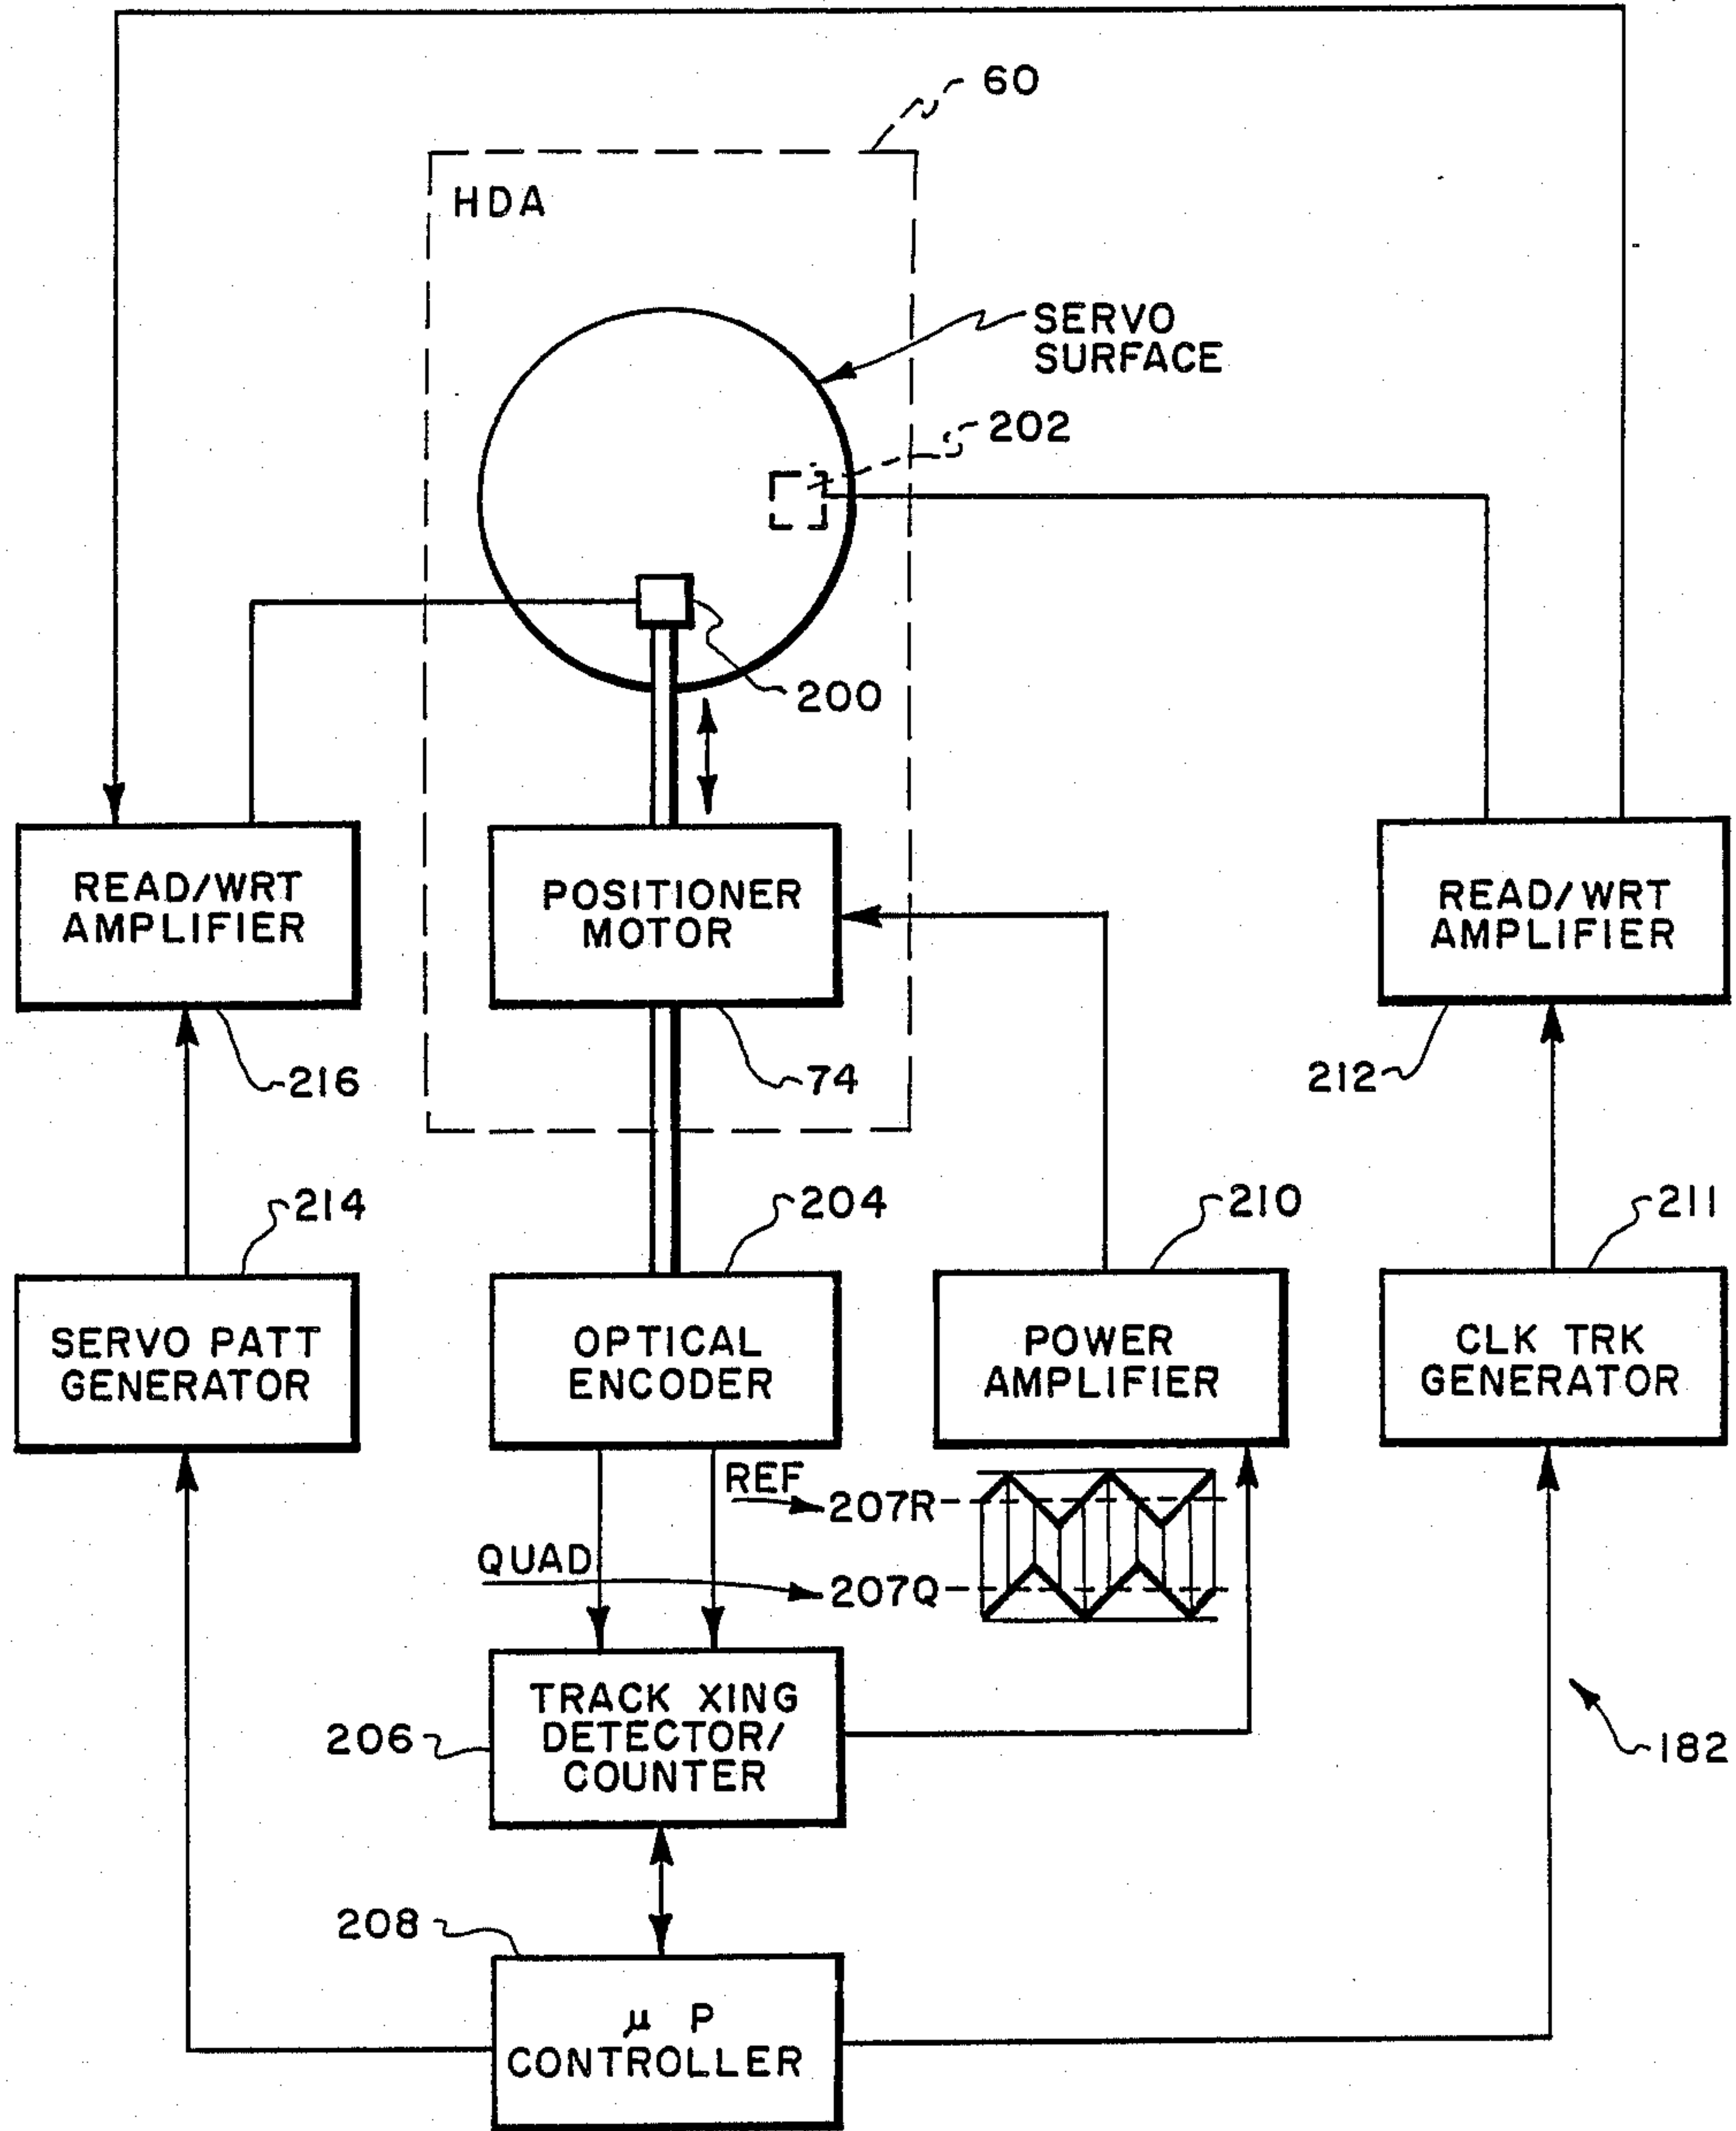 60
HDA
SERVO
SURFACE
202
200
READ/WRT
AMPLIFIER
POSITIONER
MOTOR
READ/WRT
AMPLIFIER
216
74
212
214
204
210
211
SERVO PATT
GENERATOR
OPTICAL
ENCODER
POWER
AMPLIFIER
CLK TRK
GENERATOR
REF
207R
QUAD
207Q
TRACK XING
DETECTOR/
COUNTER
206
182
208
μ P
CONTROLLER